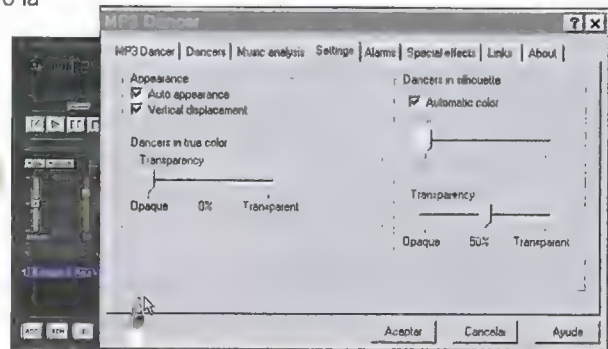 MP3 Dancer
MP3 Dancer Dancers Music analysis Settings Alarms Special effects Links About
Appearance
Auto appearance
Vertical displacement
Dancers in true color
Transparency
Opaque 0% Transparent
Dancers in silhouette
Automatic color
Transparency
Opaque 50% Transparent
Aceptar Cancelar Ayuda